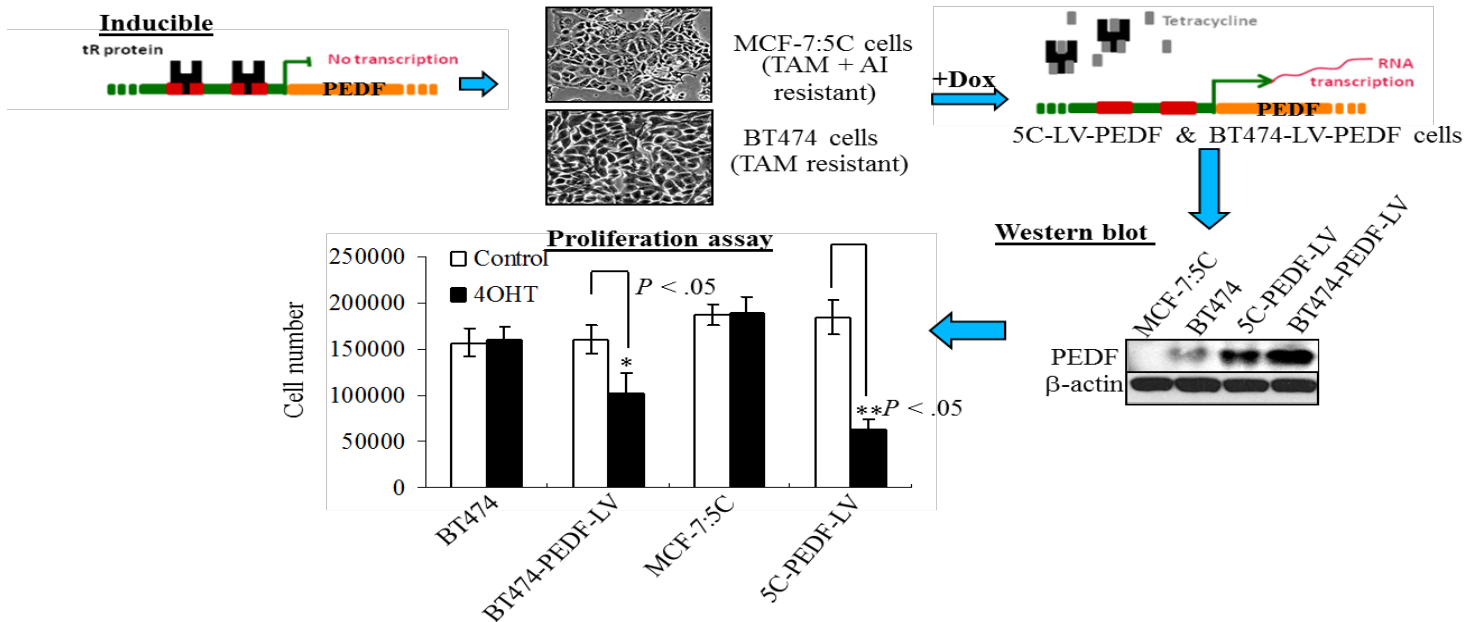 Inducible
tR protein
No transcription
PEDF
MCF-7:5C cells
(TAM + AI
resistant)
BT474 cells
(TAM resistant)
+Dox
Tetracycline
RNA
transcription
PEDF
5C-LV-PEDF & BT474-LV-PEDF cells
Western blot
MCF-7:5C
BT474
5C-PEDF-LV
BT474-PEDF-LV
PEDF
β-actin
Proliferation assay
Control
4OHT
Cell number
250000
200000
150000
100000
50000
0
P < .05
*
**P < .05
BT474
BT474-PEDF-LV
MCF-7:5C
5C-PEDF-LV